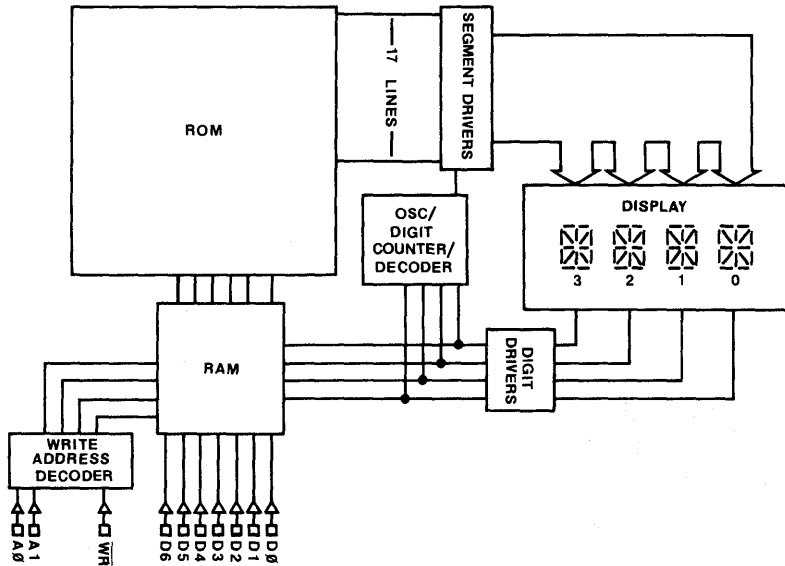 ROM
17 LINES
SEGMENT DRIVERS
OSC/
DIGIT
COUNTER/
DECODER
DISPLAY
3 2 1 0
RAM
DIGIT
DRIVERS
WRITE
ADDRESS
DECODER
AØ A1 WR D6 D5 D4 D3 D2 D1 DØ